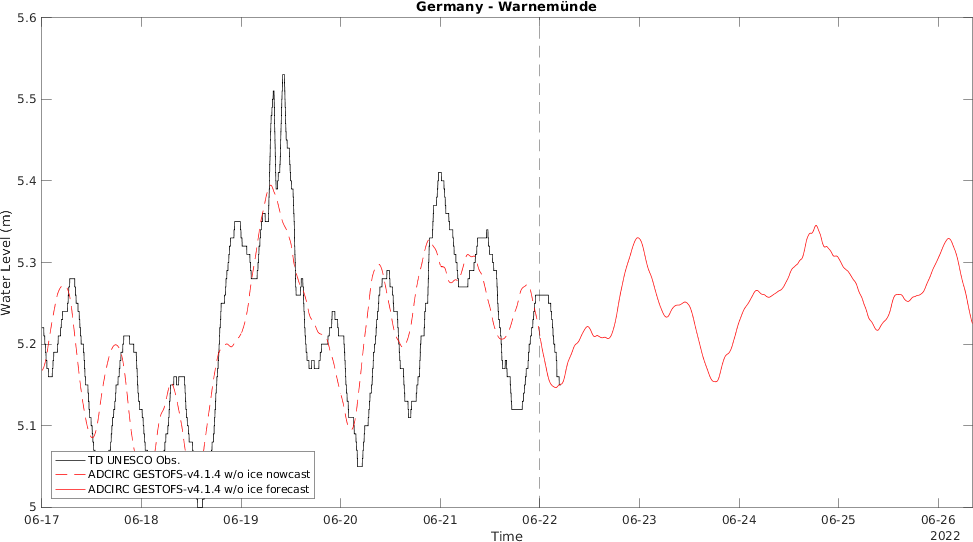 Germany - Warnemünde
5.6
5.5
5.4
5.3
5.2
5.1
5
Water Level (m)
TD UNESCO Obs.
ADCIRC GESTOFS-v4.1.4 w/o ice nowcast
ADCIRC GESTOFS-v4.1.4 w/o ice forecast
06-17 06-18 06-19 06-20 06-21 06-22 06-23 06-24 06-25 06-26
Time
2022